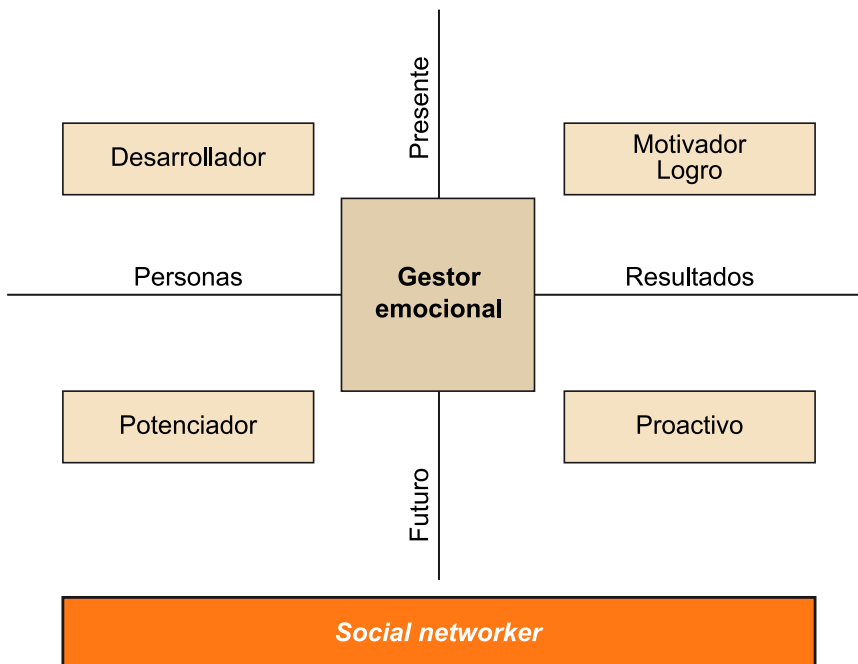 Presente
Desarrollador
Motivador
Logro
Personas
Gestor
emocional
Resultados
Potenciador
Proactivo
Futuro
Social networker